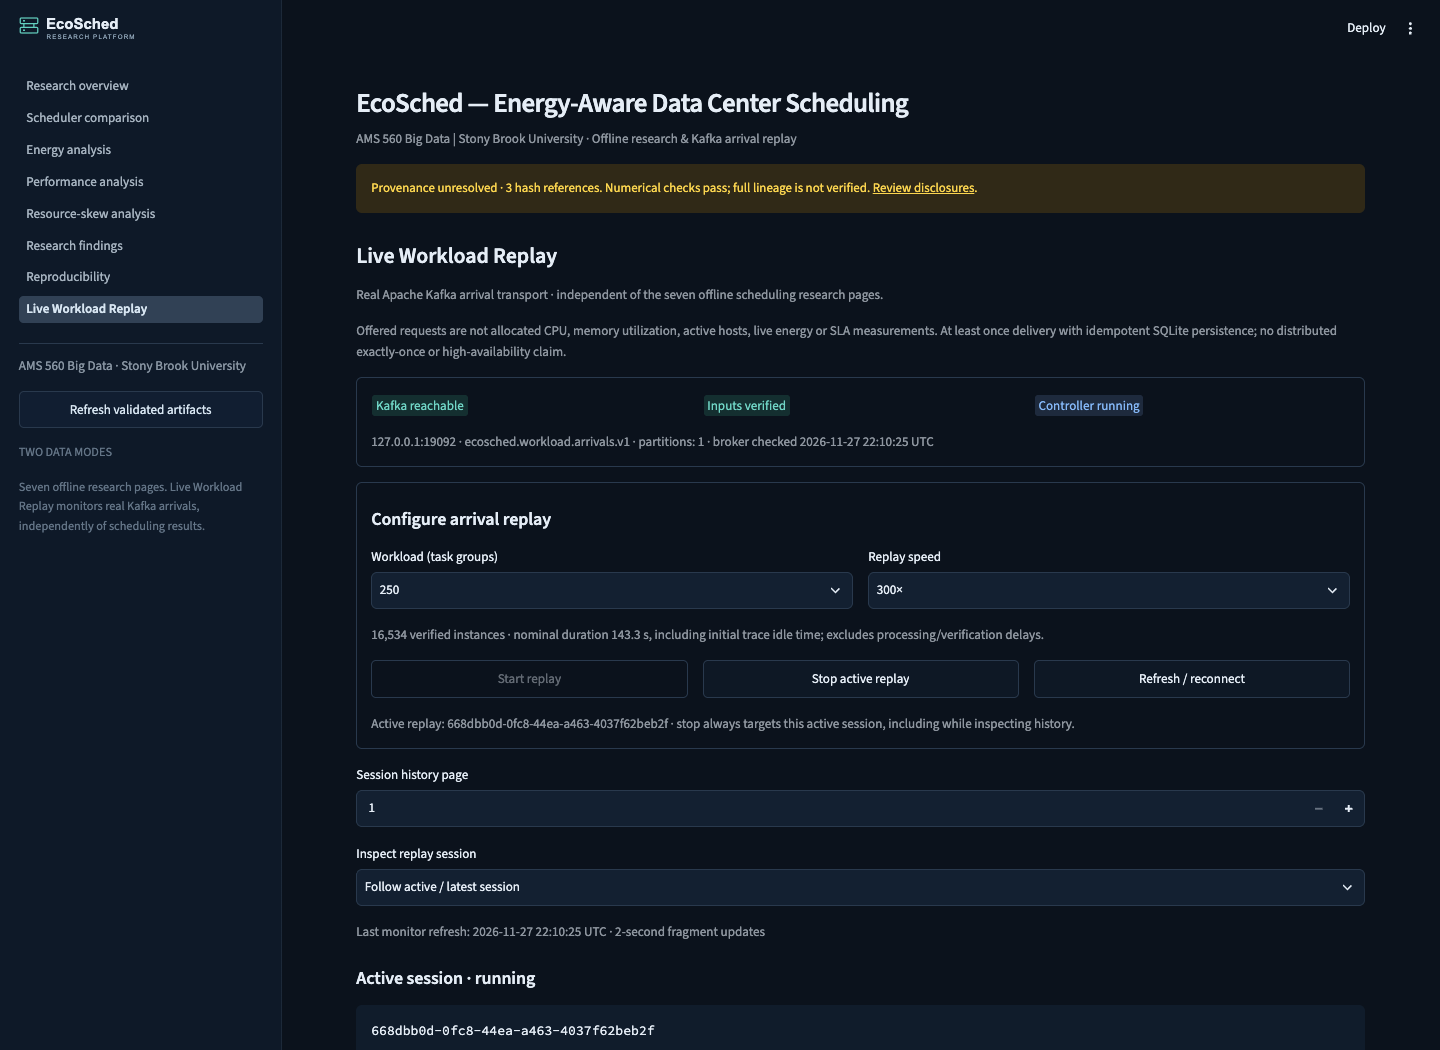 EcoSched
RESEARCH PLATFORM
Research overview
Scheduler comparison
Energy analysis
Performance analysis
Resource-skew analysis
Research findings
Reproducibility
Live Workload Replay
AMS 560 Big Data · Stony Brook University
Refresh validated artifacts
TWO DATA MODES
Seven offline research pages. Live Workload
Replay monitors real Kafka arrivals,
independently of scheduling results.
Deploy
EcoSched — Energy-Aware Data Center Scheduling
AMS 560 Big Data | Stony Brook University · Offline research & Kafka arrival replay
Provenance unresolved · 3 hash references. Numerical checks pass; full lineage is not verified. Review disclosures.
Live Workload Replay
Real Apache Kafka arrival transport · independent of the seven offline scheduling research pages.
Offered requests are not allocated CPU, memory utilization, active hosts, live energy or SLA measurements. At least once delivery with idempotent SQLite persistence; no distributed
exactly-once or high-availability claim.
Kafka reachable
Inputs verified
Controller running
127.0.0.1:19092 · ecosched.workload.arrivals.v1 · partitions: 1 · broker checked 2026-11-27 22:10:25 UTC
Configure arrival replay
Workload (task groups)
Replay speed
250
300×
16,534 verified instances · nominal duration 143.3 s, including initial trace idle time; excludes processing/verification delays.
Start replay
Stop active replay
Refresh / reconnect
Active replay: 668dbb0d-0fc8-44ea-a463-4037f62beb2f · stop always targets this active session, including while inspecting history.
Session history page
1
Inspect replay session
Follow active / latest session
Last monitor refresh: 2026-11-27 22:10:25 UTC · 2-second fragment updates
Active session · running
668dbb0d-0fc8-44ea-a463-4037f62beb2f